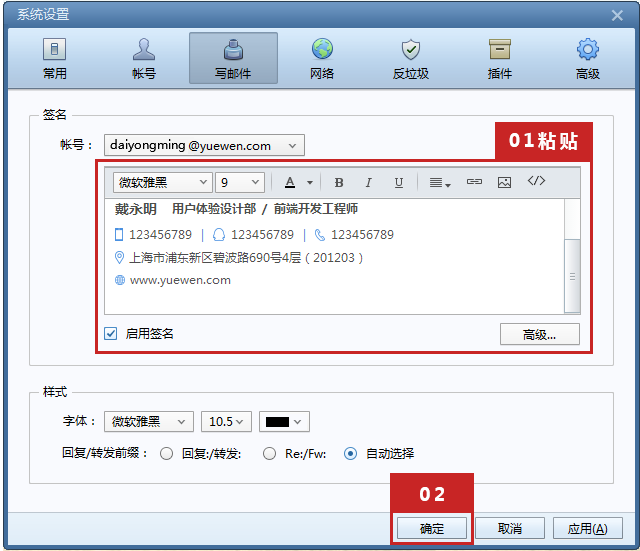 系统设置
常用 帐号 写邮件 网络 反垃圾 插件 高级
签名
01粘贴
帐号： daiyongming @yuewen.com
微软雅黑 9 A B I U </>
戴永明 用户体验设计部 / 前端开发工程师
123456789 | 123456789 | 123456789
上海市浦东新区碧波路690号4层（201203）
www.yuewen.com
启用签名 高级...
样式
字体： 微软雅黑 10.5
回复/转发前缀： 回复:/转发: Re:/Fw: 自动选择
02
确定 取消 应用(A)